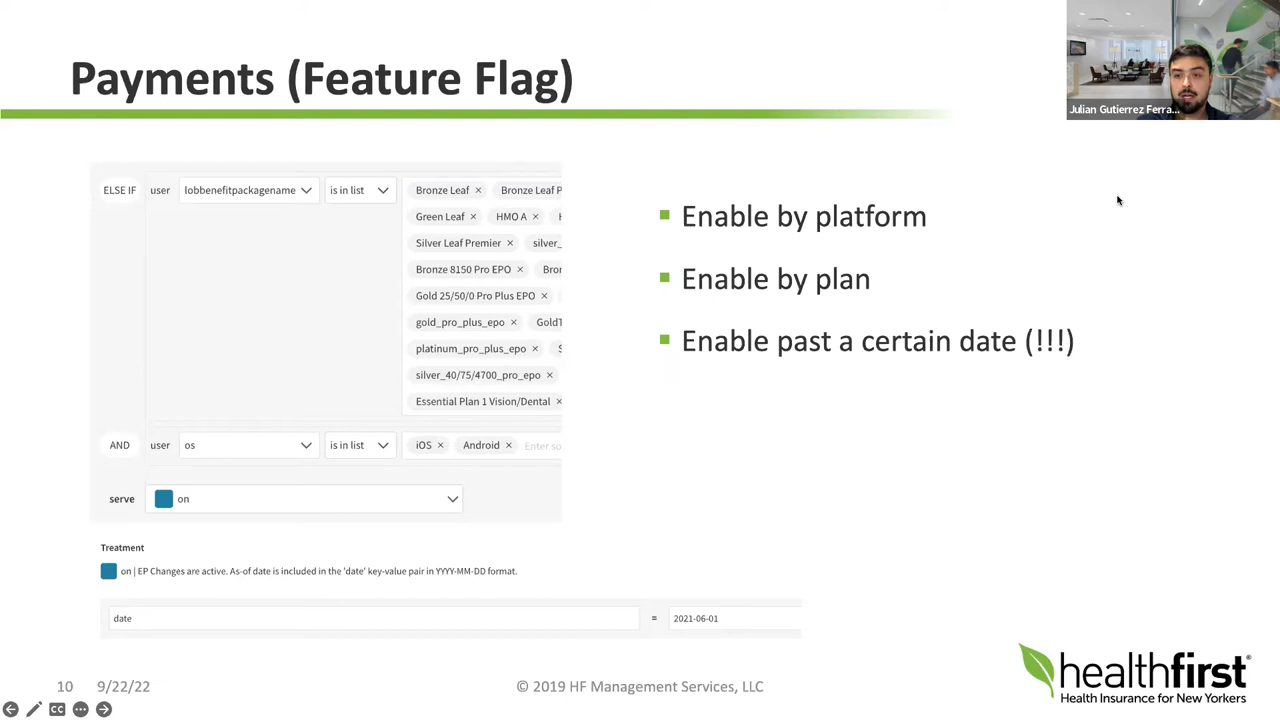 Payments (Feature Flag)
Julian Gutierrez Ferra...
ELSE IF user lobbenefitpackagename is in list Bronze Leaf × Bronze Leaf P
Green Leaf × HMO A ×
Silver Leaf Premier × silver_
Bronze 8150 Pro EPO × Bron
Gold 25/50/0 Pro Plus EPO ×
gold_pro_plus_epo × GoldT
platinum_pro_plus_epo ×
silver_40/75/4700_pro_epo ×
Essential Plan 1 Vision/Dental ×
AND user os is in list iOS × Android × Enter so
serve on
Treatment
on | EP Changes are active. As-of date is included in the 'date' key-value pair in YYYY-MM-DD format.
date = 2021-06-01
▪ Enable by platform
▪ Enable by plan
▪ Enable past a certain date (!!!)
10 9/22/22 © 2019 HF Management Services, LLC
healthfirst®
Health Insurance for New Yorkers
CC